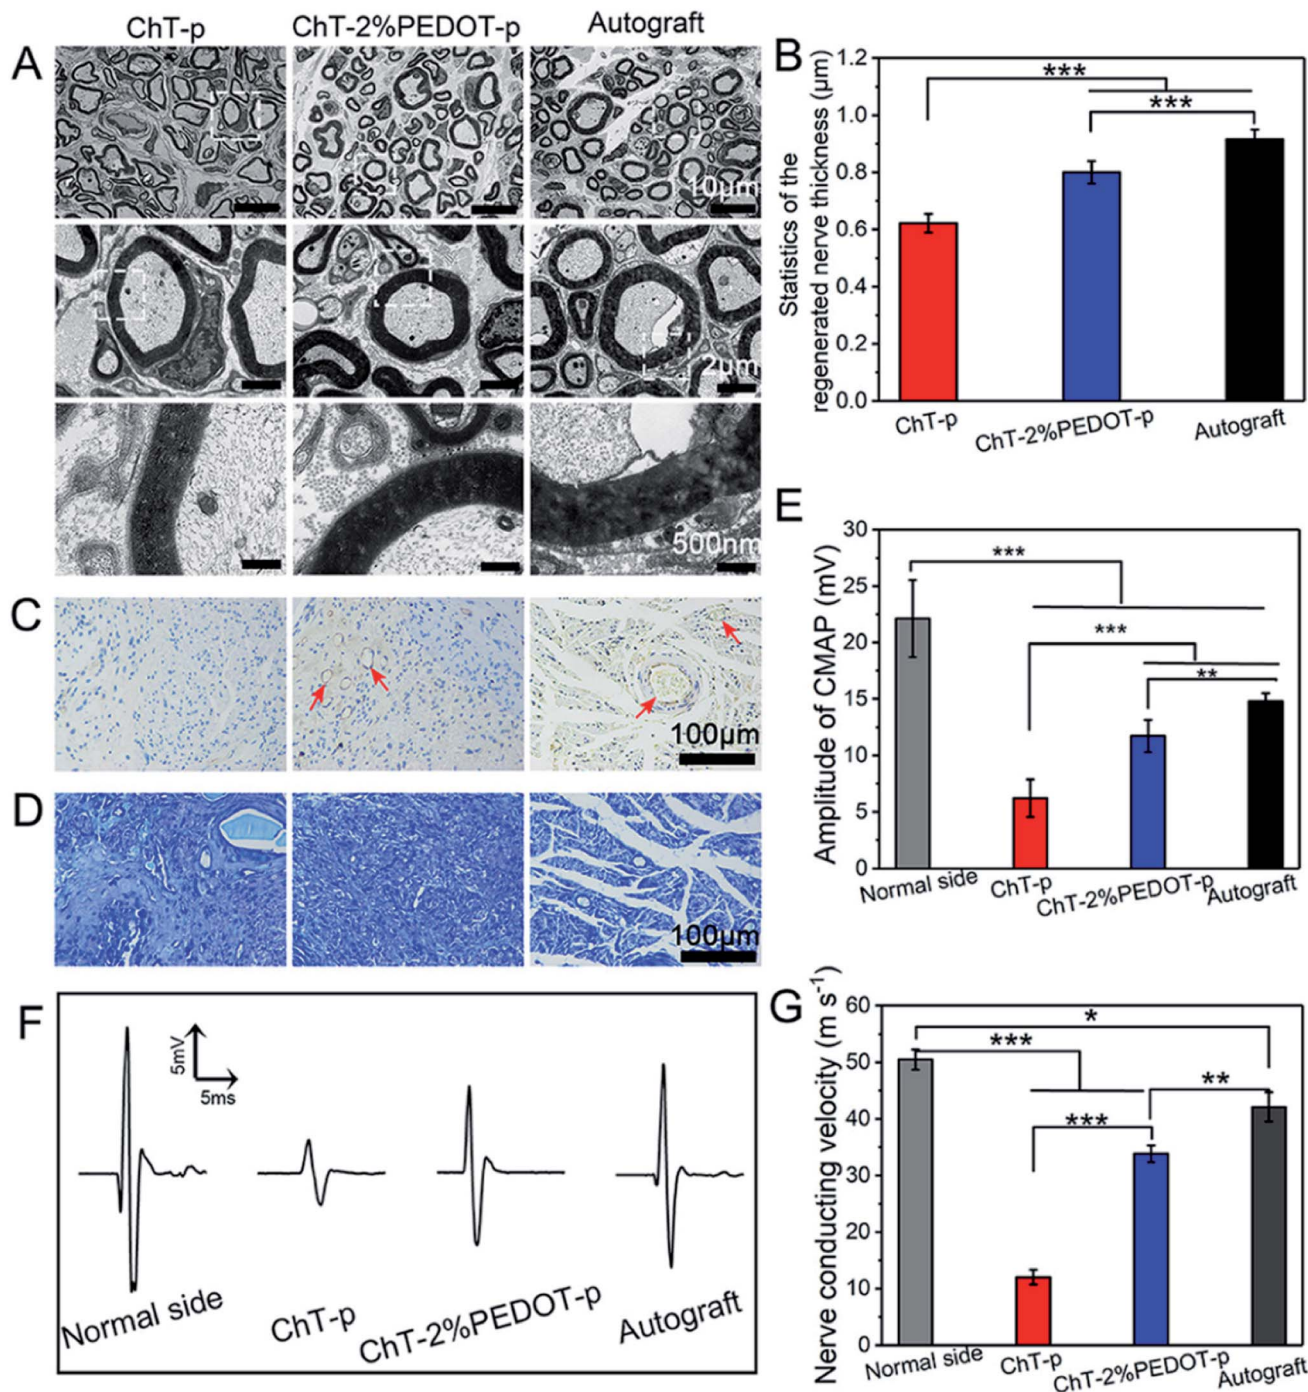 ChT-p
ChT-2%PEDOT-p
Autograft
A
10μm
2μm
500nm
B
Statistics of the
regenerated nerve thickness (μm)
1.2
1.0
0.8
0.6
0.4
0.2
0.0
***
***
ChT-p
ChT-2%PEDOT-p
Autograft
C
100μm
D
100μm
E
Amplitude of CMAP (mV)
30
25
20
15
10
5
0
***
***
**
Normal side
ChT-p
ChT-2%PEDOT-p
Autograft
F
5mV
5ms
Normal side
ChT-p
ChT-2%PEDOT-p
Autograft
G
Nerve conducting velocity (m s⁻¹)
60
50
40
30
20
10
0
*
***
**
***
Normal side
ChT-p
ChT-2%PEDOT-p
Autograft